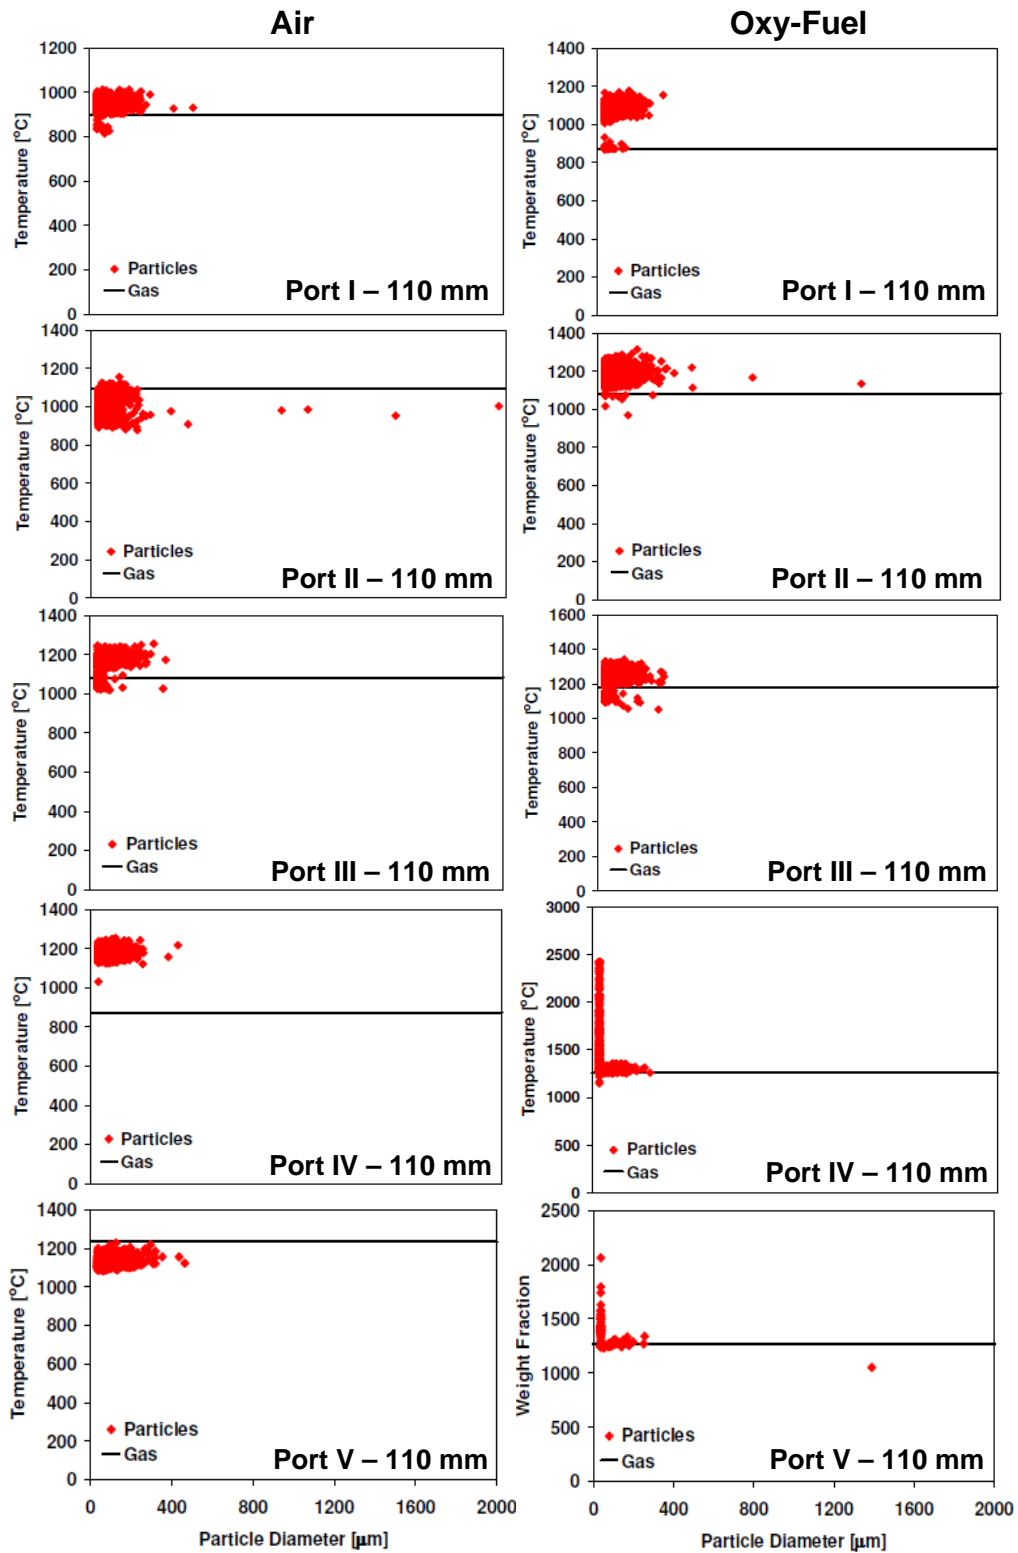 Air
Oxy-Fuel
1200
1000
800
600
400
200
0
Temperature [°C]
Particles
Gas
Port I – 110 mm
1400
1200
1000
800
600
400
200
0
Temperature [°C]
Particles
Gas
Port I – 110 mm
1400
1200
1000
800
600
400
200
0
Temperature [°C]
Particles
Gas
Port II – 110 mm
1400
1200
1000
800
600
400
200
0
Temperature [°C]
Particles
Gas
Port II – 110 mm
1400
1200
1000
800
600
400
200
0
Temperature [°C]
Particles
Gas
Port III – 110 mm
1600
1400
1200
1000
800
600
400
200
0
Temperature [°C]
Particles
Gas
Port III – 110 mm
1400
1200
1000
800
600
400
200
0
Temperature [°C]
Particles
Gas
Port IV – 110 mm
3000
2500
2000
1500
1000
500
0
Temperature [°C]
Particles
Gas
Port IV – 110 mm
1400
1200
1000
800
600
400
200
0
Temperature [°C]
Particles
Gas
Port V – 110 mm
0 400 800 1200 1600 2000
Particle Diameter [µm]
2500
2000
1500
1000
500
0
Weight Fraction
Particles
Gas
Port V – 110 mm
0 400 800 1200 1600 2000
Particle Diameter [µm]